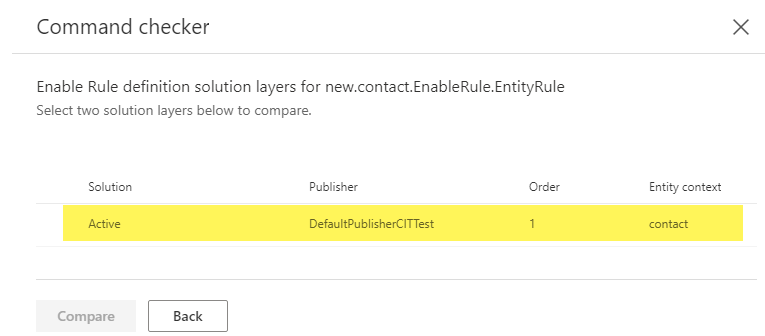 Command checker
Enable Rule definition solution layers for new.contact.EnableRule.EntityRule
Select two solution layers below to compare.
Solution Publisher Order Entity context
Active DefaultPublisherCITTest 1 contact
Compare Back